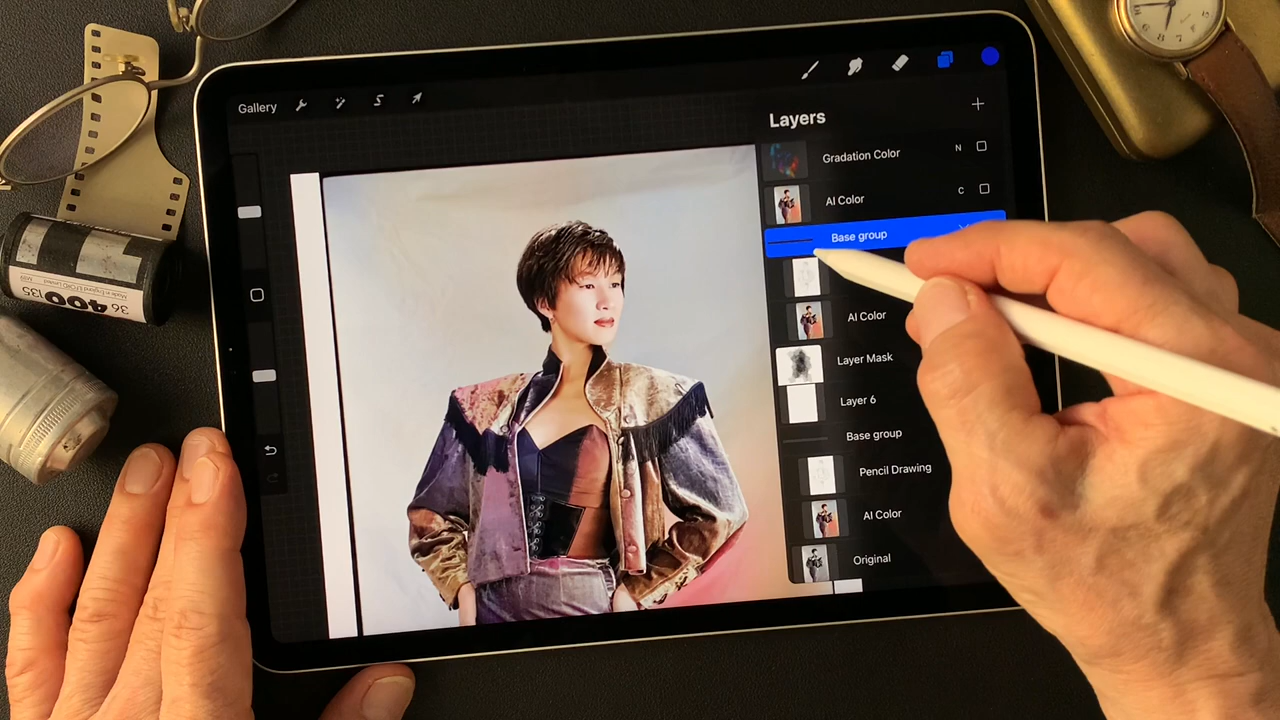 Gallery
Layers
Gradation Color
N
AI Color
C
Base group
AI Color
Layer Mask
Layer 6
Base group
Pencil Drawing
AI Color
Original
36
400
135